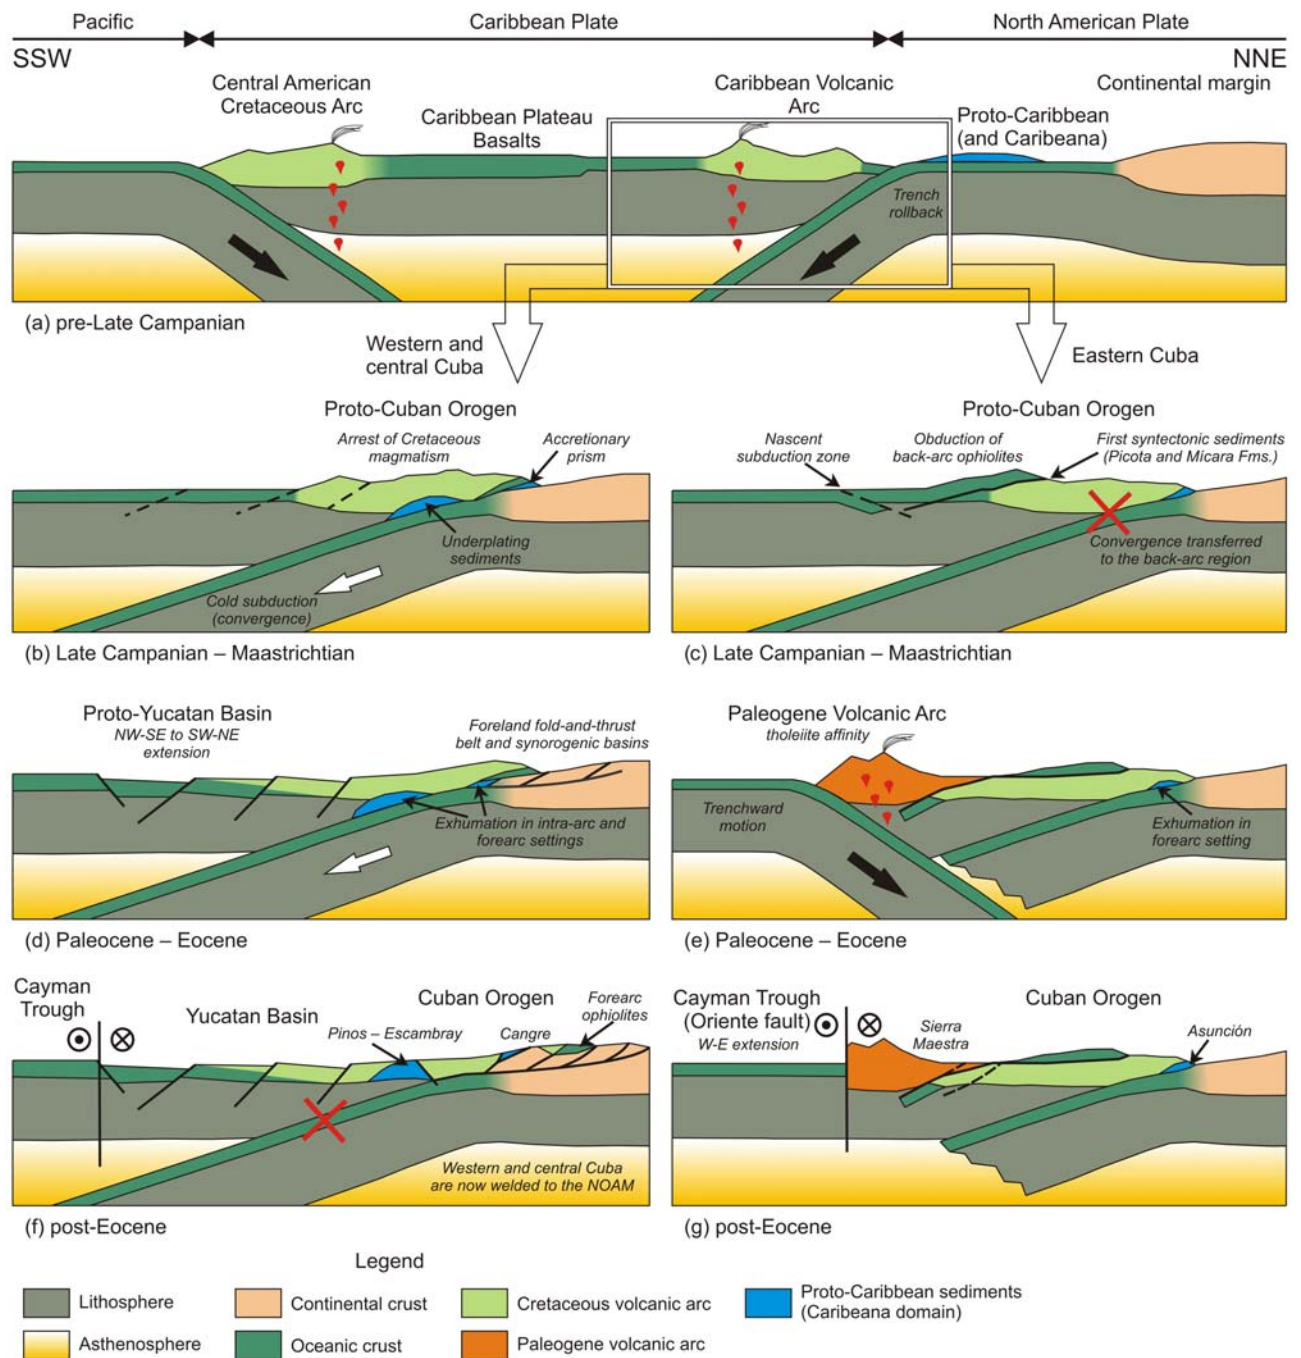 Pacific
Caribbean Plate
North American Plate
SSW
NNE
Central American
Cretaceous Arc
Caribbean Plateau
Basalts
Caribbean Volcanic
Arc
Continental margin
Proto-Caribbean
(and Caribeana)
Trench
rollback
(a) pre-Late Campanian
Western and
central Cuba
Eastern Cuba
Proto-Cuban Orogen
Arrest of Cretaceous
magmatism
Accretionary
prism
Underplating
sediments
Cold subduction
(convergence)
(b) Late Campanian – Maastrichtian
Proto-Cuban Orogen
Nascent
subduction zone
Obduction of
back-arc ophiolites
First syntectonic sediments
(Picota and Micara Fms.)
Convergence transferred
to the back-arc region
(c) Late Campanian – Maastrichtian
Proto-Yucatan Basin
NW-SE to SW-NE
extension
Foreland fold-and-thrust
belt and synorogenic basins
Exhumation in intra-arc and
forearc settings
(d) Paleocene – Eocene
Paleogene Volcanic Arc
tholeiite affinity
Trenchward
motion
Exhumation in
forearc setting
(e) Paleocene – Eocene
Cayman
Trough
Yucatan Basin
Cuban Orogen
Pinos – Escambray
Cangre
Forearc
ophiolites
Western and central Cuba
are now welded to the NOAM
(f) post-Eocene
Cayman Trough
(Oriente fault)
W-E extension
Sierra
Maestra
Cuban Orogen
Asunción
(g) post-Eocene
Legend
Lithosphere
Continental crust
Cretaceous volcanic arc
Proto-Caribbean sediments
(Caribeana domain)
Asthenosphere
Oceanic crust
Paleogene volcanic arc